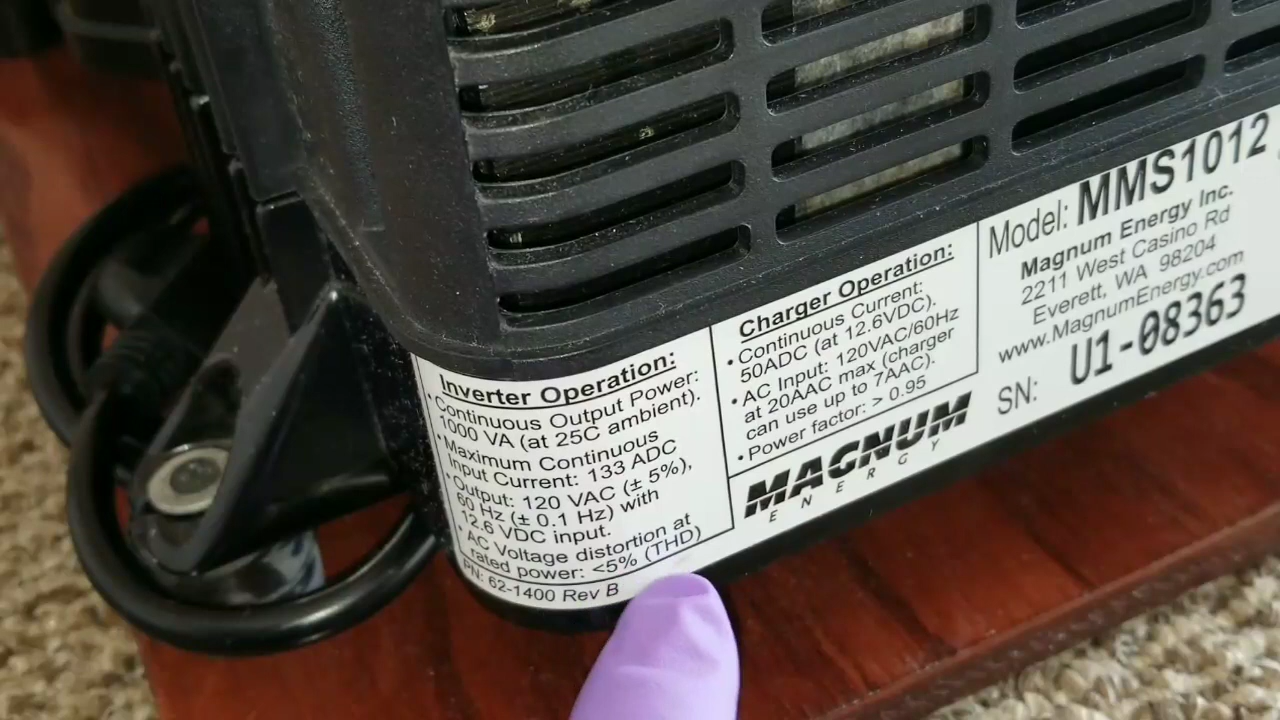 Inverter Operation:
• Continuous Output Power:
1000 VA (at 25C ambient).
• Maximum Continuous
Input Current: 133 ADC
• Output: 120 VAC (± 5%),
60 Hz (± 0.1 Hz) with
12.6 VDC input.
• AC Voltage distortion at
rated power: <5% (THD)
PN: 62-1400 Rev B
Charger Operation:
• Continuous Current:
50ADC (at 12.6VDC).
• AC Input: 120VAC/60Hz
at 20AAC max (charger
can use up to 7AAC).
• Power factor: > 0.95
MAGNUM
ENERGY
Model: MMS1012
Magnum Energy Inc.
2211 West Casino Rd
Everett, WA 98204
www.MagnumEnergy.com
SN: U1-08363